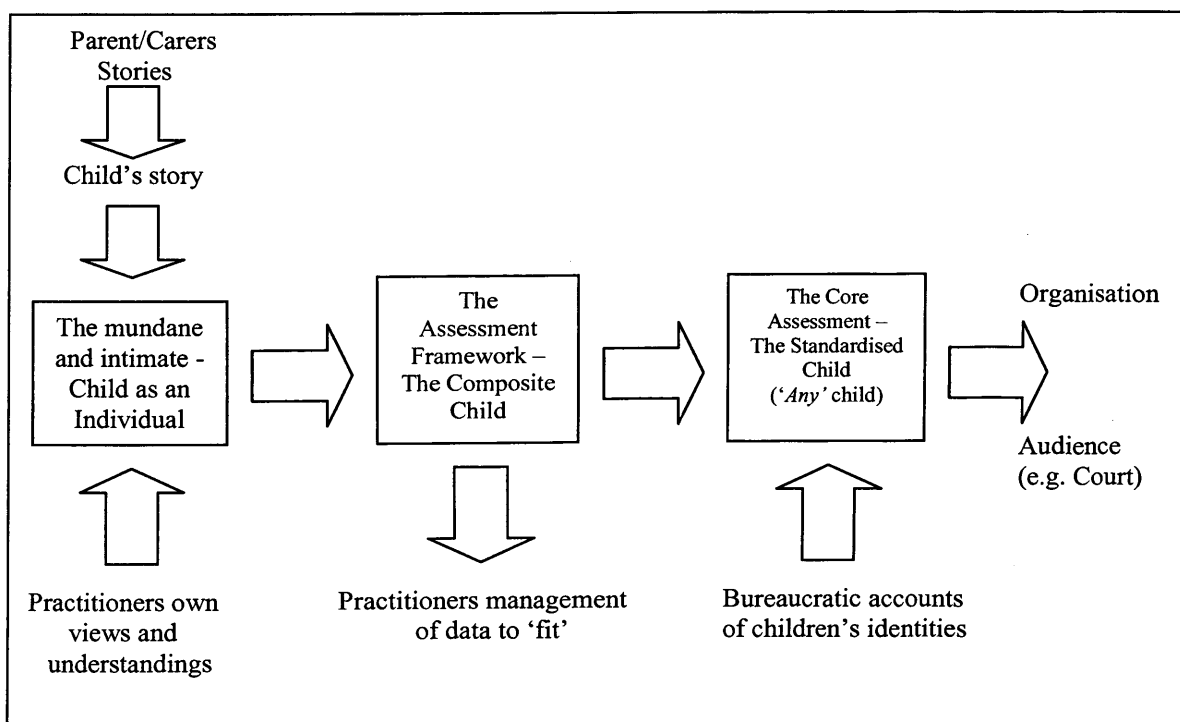 Parent/Carers
Stories
Child's story
The mundane
and intimate -
Child as an
Individual
The
Assessment
Framework –
The Composite
Child
The Core
Assessment –
The Standardised
Child
('Any' child)
Organisation
Audience
(e.g. Court)
Practitioners own
views and
understandings
Practitioners management
of data to 'fit'
Bureaucratic accounts
of children's identities